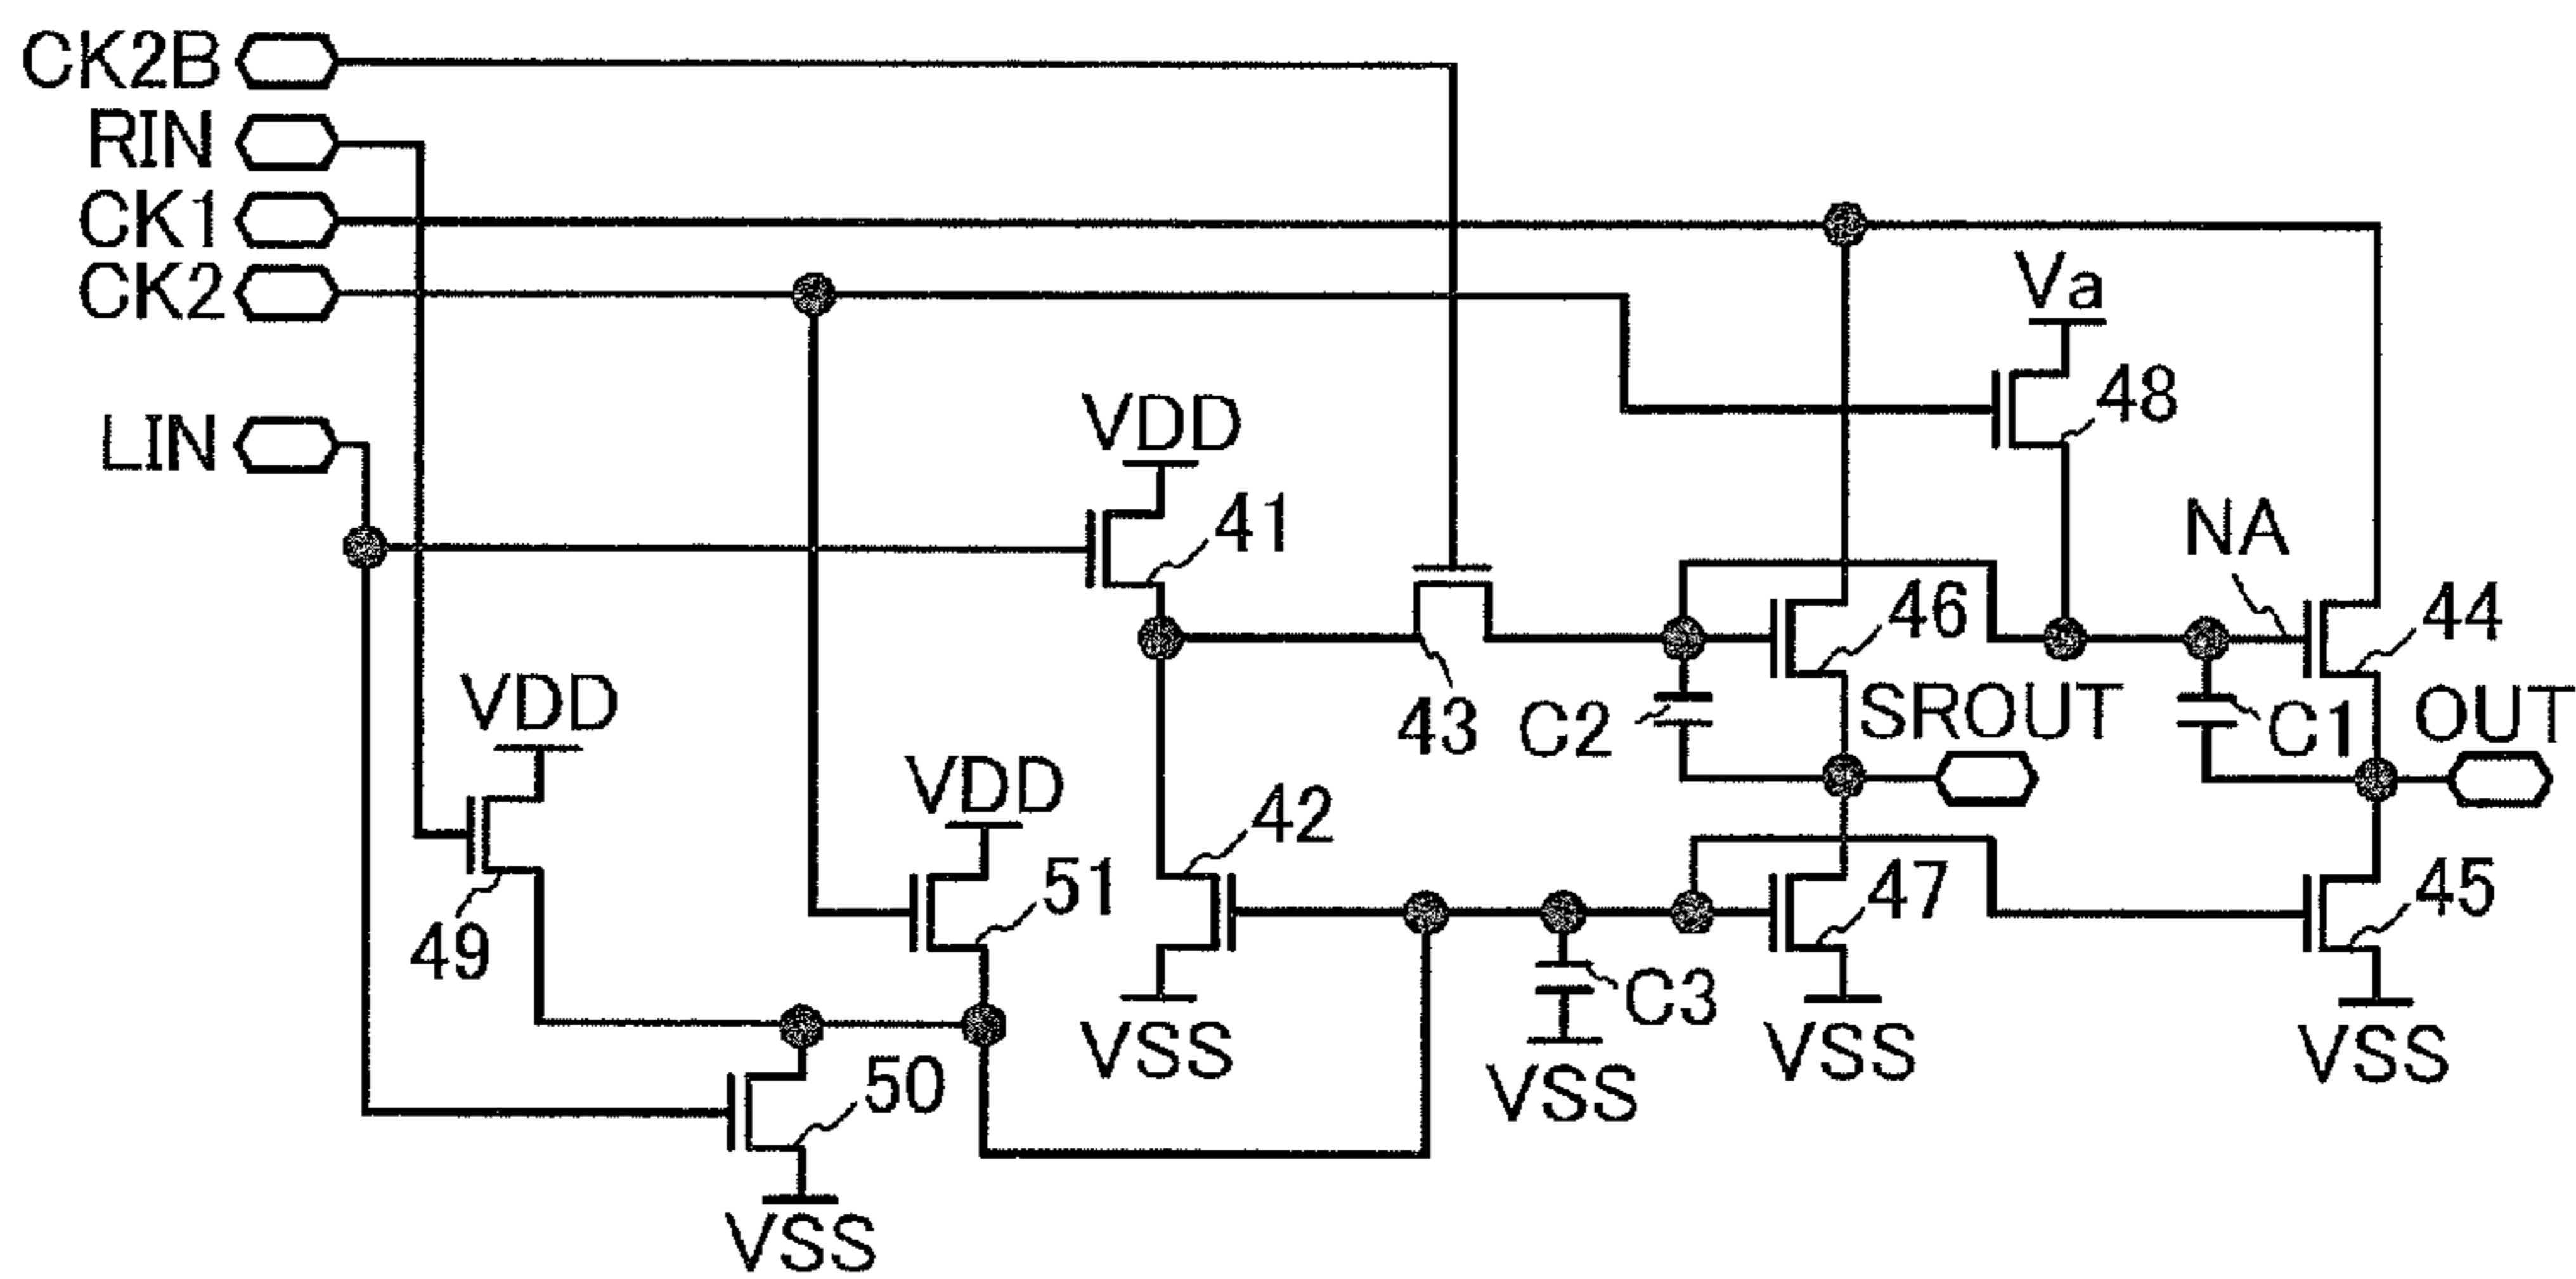 CK2B
RIN
CK1
CK2
LIN
Va
48
VDD
41
NA
46
44
43
C2
SROUT
C1
OUT
VDD
49
VDD
51
42
47
45
C3
VSS
VSS
VSS
VSS
50
VSS